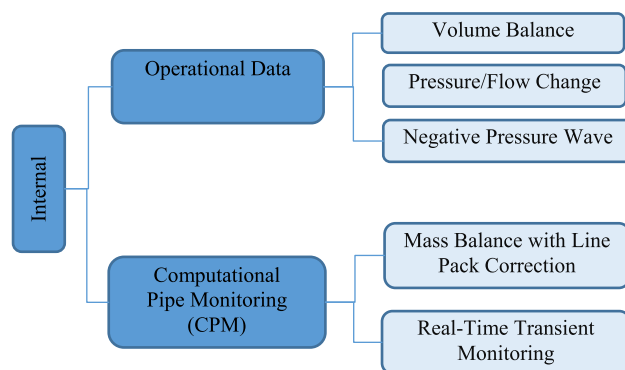 Internal
Operational Data
Volume Balance
Pressure/Flow Change
Negative Pressure Wave
Computational
Pipe Monitoring
(CPM)
Mass Balance with Line
Pack Correction
Real-Time Transient
Monitoring